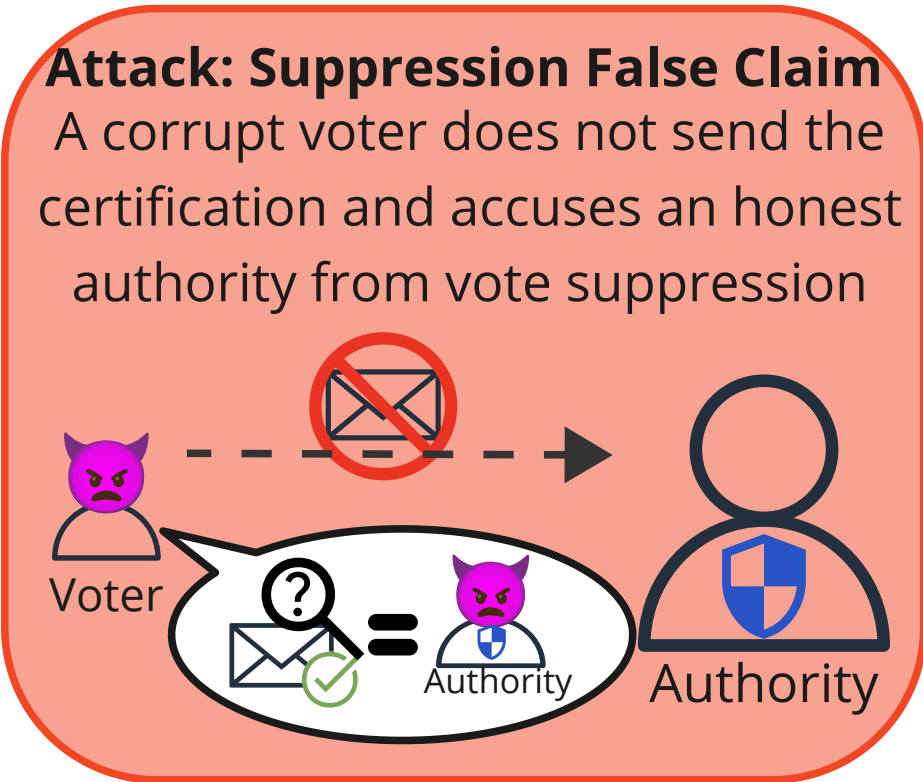 Attack: Suppression False Claim
A corrupt voter does not send the
certification and accuses an honest
authority from vote suppression
Voter
?
Authority
Authority